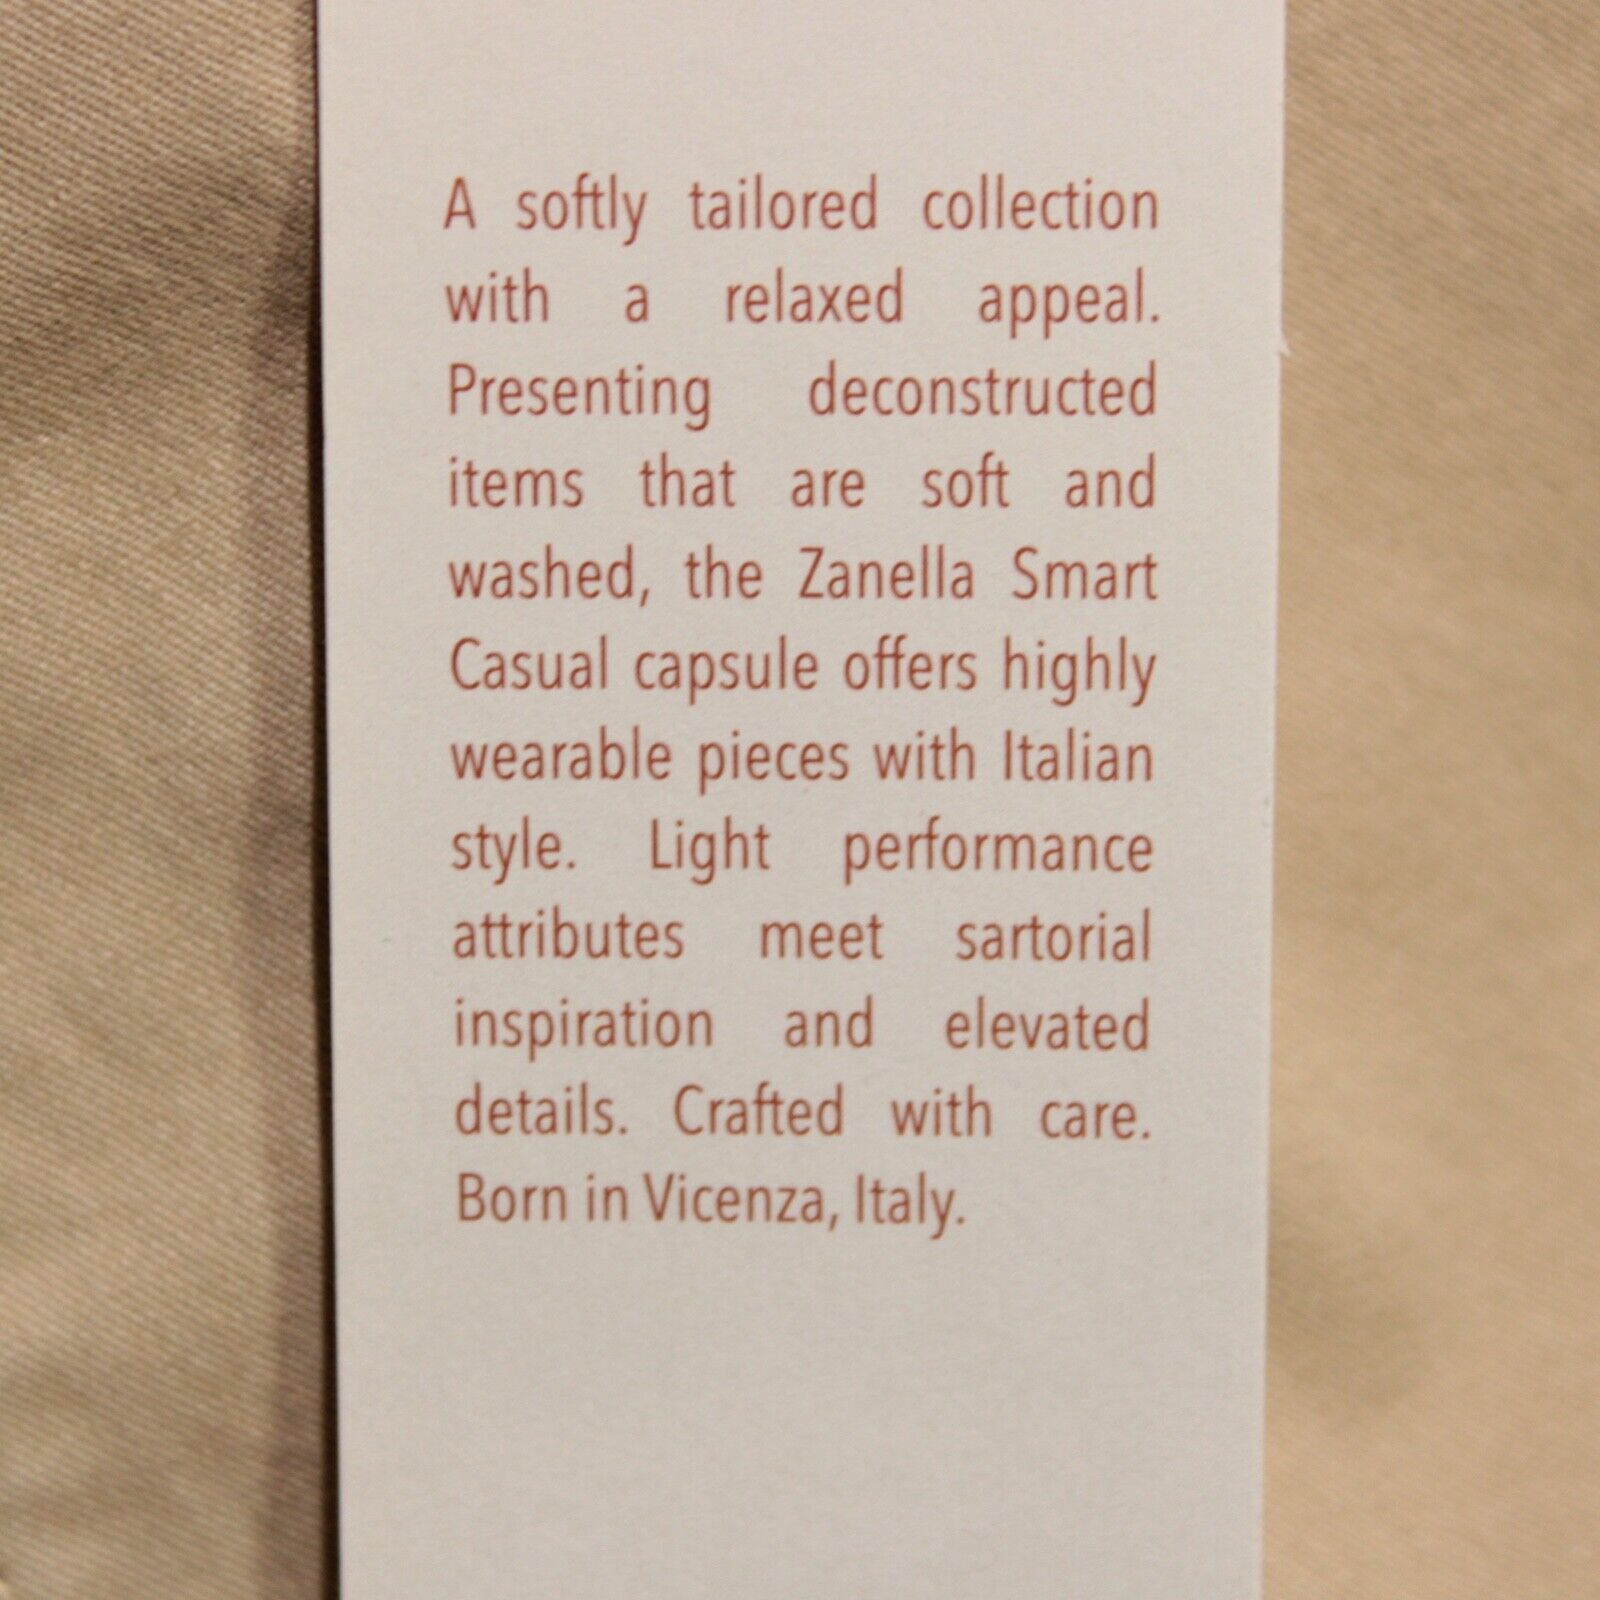 A softly tailored collection
with a relaxed appeal.
Presenting deconstructed
items that are soft and
washed, the Zanella Smart
Casual capsule offers highly
wearable pieces with Italian
style. Light performance
attributes meet sartorial
inspiration and elevated
details. Crafted with care.
Born in Vicenza, Italy.